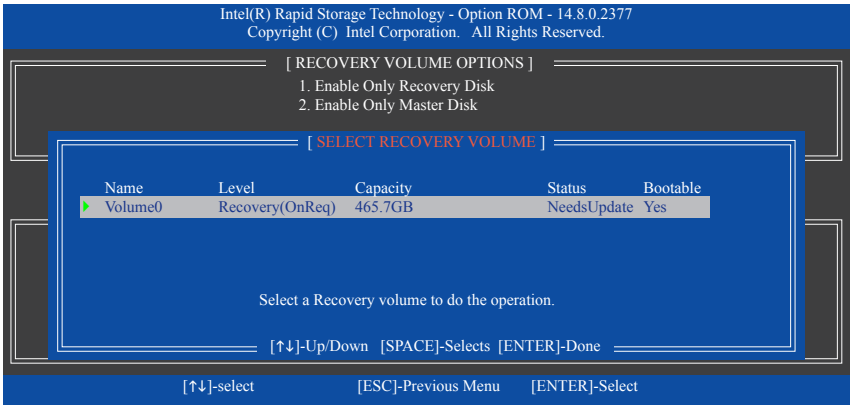 Intel(R) Rapid Storage Technology - Option ROM - 14.8.0.2377
Copyright (C) Intel Corporation. All Rights Reserved.
[ RECOVERY VOLUME OPTIONS ]
1. Enable Only Recovery Disk
2. Enable Only Master Disk
[ SELECT RECOVERY VOLUME ]
Name Level Capacity Status Bootable
Volume0 Recovery(OnReq) 465.7GB NeedsUpdate Yes
Select a Recovery volume to do the operation.
[↑↓]-Up/Down [SPACE]-Selects [ENTER]-Done
[↑↓]-select [ESC]-Previous Menu [ENTER]-Select